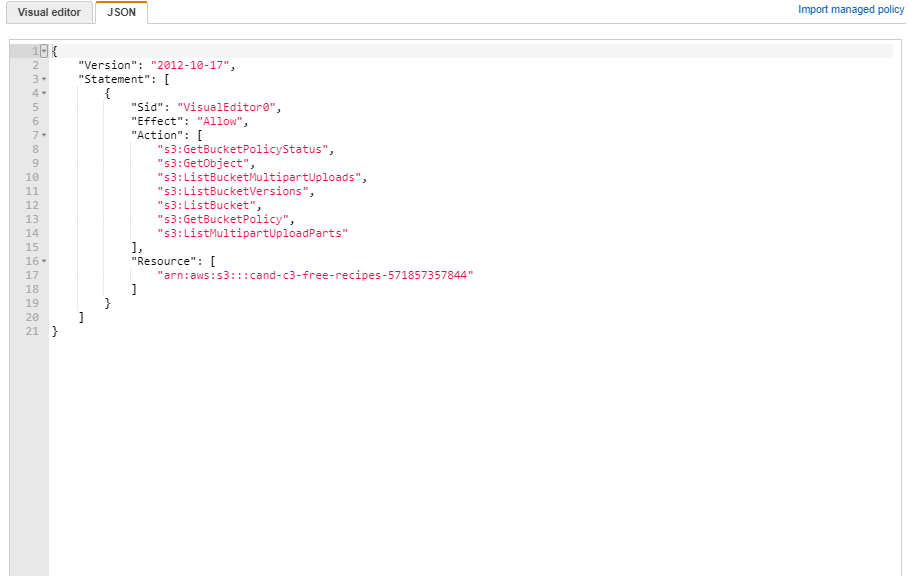 Visual editor JSON Import managed policy
1 {
2 "Version": "2012-10-17",
3 "Statement": [
4 {
5 "Sid": "VisualEditor0",
6 "Effect": "Allow",
7 "Action": [
8 "s3:GetBucketPolicyStatus",
9 "s3:GetObject",
10 "s3:ListBucketMultipartUploads",
11 "s3:ListBucketVersions",
12 "s3:ListBucket",
13 "s3:GetBucketPolicy",
14 "s3:ListMultipartUploadParts"
15 ],
16 "Resource": [
17 "arn:aws:s3:::cand-c3-free-recipes-571857357844"
18 ]
19 }
20 ]
21 }